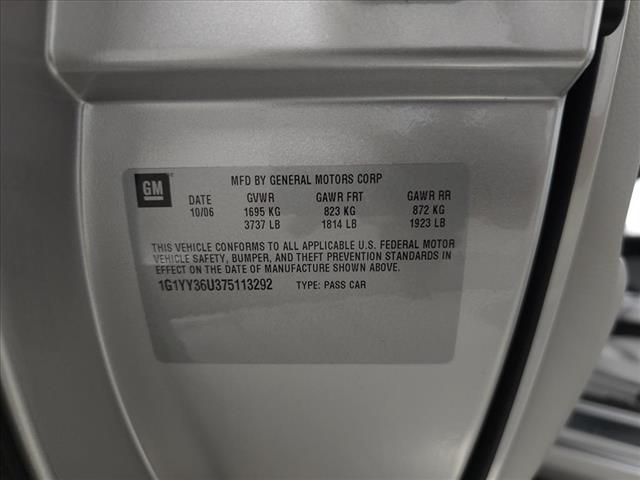 GM
MFD BY GENERAL MOTORS CORP
DATE GVWR GAWR FRT GAWR RR
10/06 1695 KG 823 KG 872 KG
3737 LB 1814 LB 1923 LB
THIS VEHICLE CONFORMS TO ALL APPLICABLE U.S. FEDERAL MOTOR
VEHICLE SAFETY, BUMPER, AND THEFT PREVENTION STANDARDS IN
EFFECT ON THE DATE OF MANUFACTURE SHOWN ABOVE.
1G1YY36U375113292 TYPE: PASS CAR